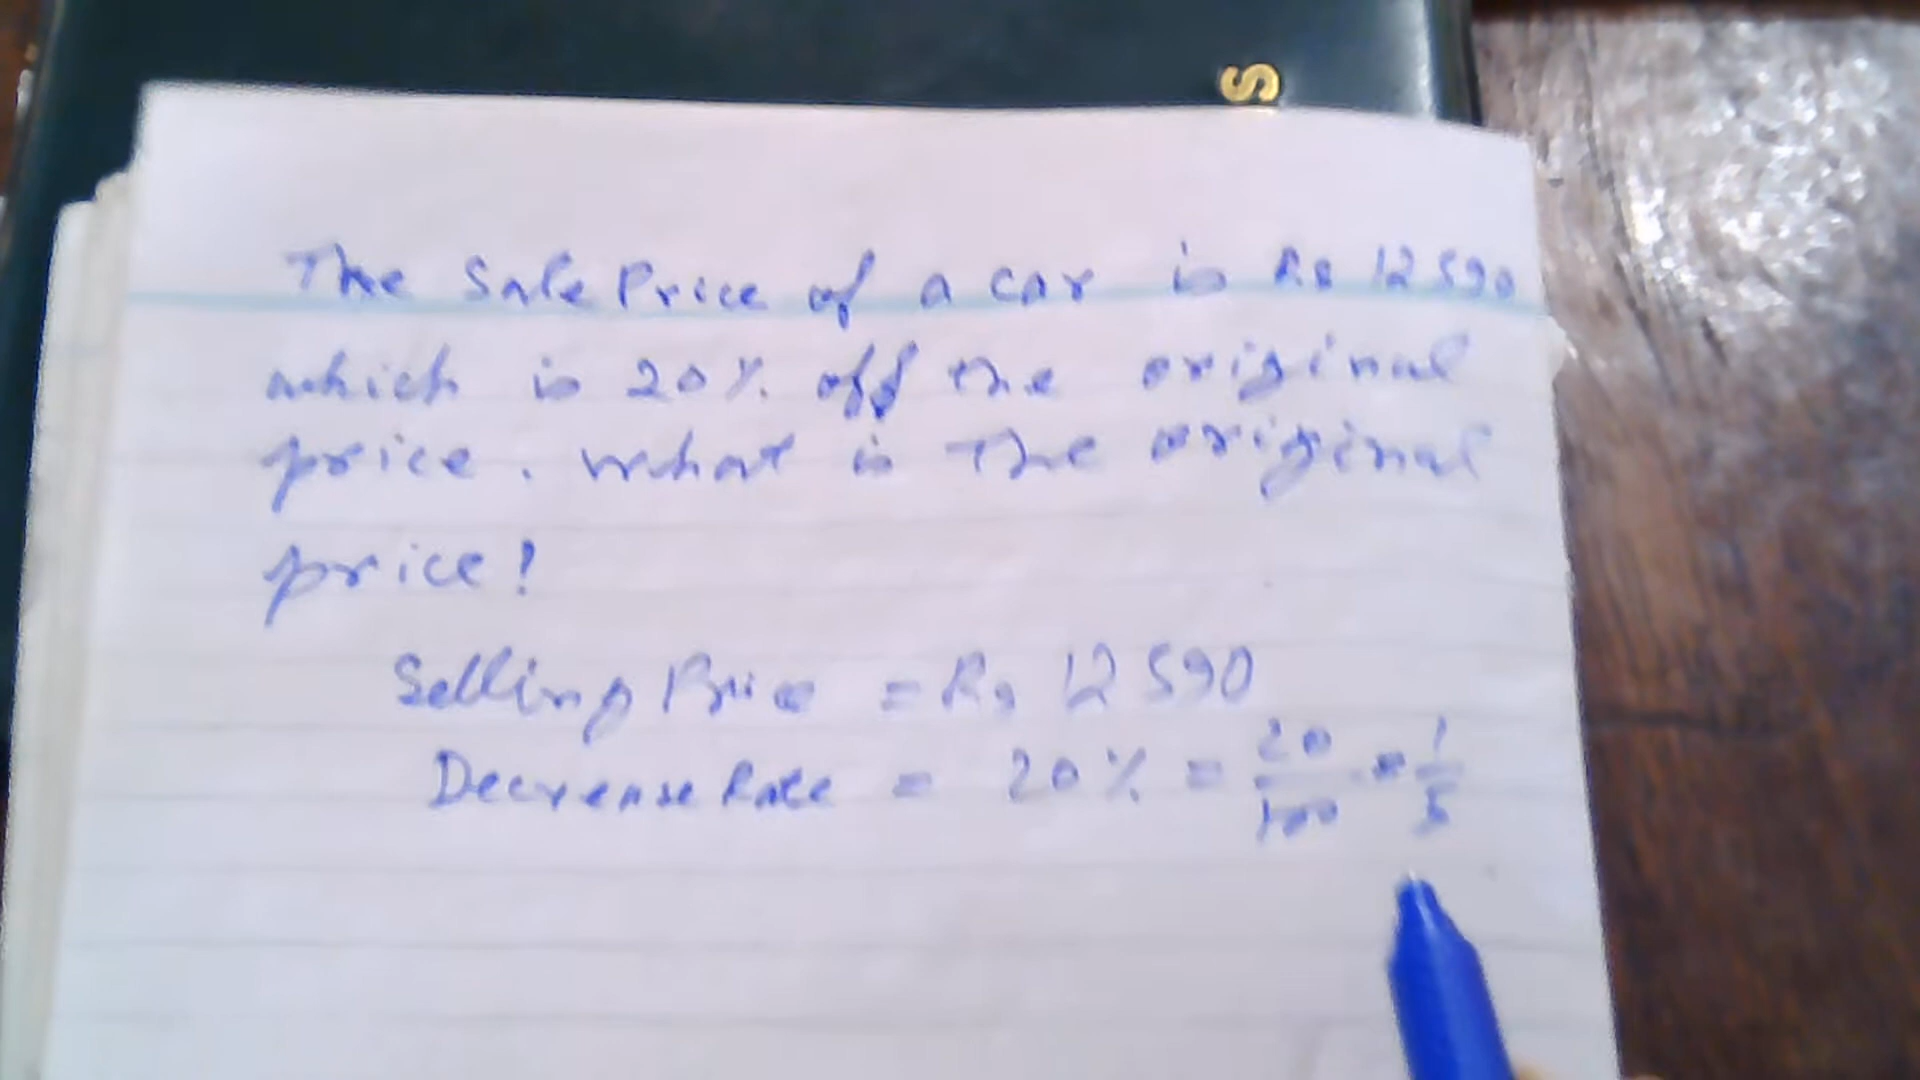 S
The Sale Price of a car is Rs 12590
which is 20% off the original
price. What is The original
price?
Selling Price = Rs 12590
Decrease Rate = 20% = 20/100 = 1/5